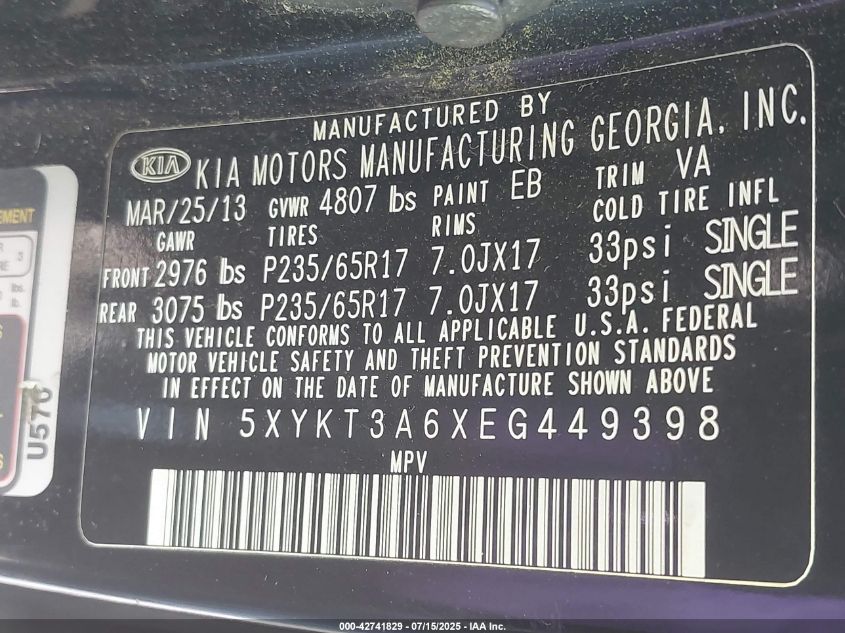 MANUFACTURED BY
KIA KIA MOTORS MANUFACTURING GEORGIA, INC.
MAR/25/13 GVWR 4807 lbs PAINT EB TRIM VA
GAWR TIRES RIMS COLD TIRE INFL
FRONT 2976 lbs P235/65R17 7.0JX17 33psi SINGLE
REAR 3075 lbs P235/65R17 7.0JX17 33psi SINGLE
THIS VEHICLE CONFORMS TO ALL APPLICABLE U.S.A. FEDERAL
MOTOR VEHICLE SAFETY AND THEFT PREVENTION STANDARDS
IN EFFECT ON THE DATE OF MANUFACTURE SHOWN ABOVE
VIN 5XYKT3A6XEG449398
MPV
U570
000-42741829 - 07/15/2025 - IAA Inc.